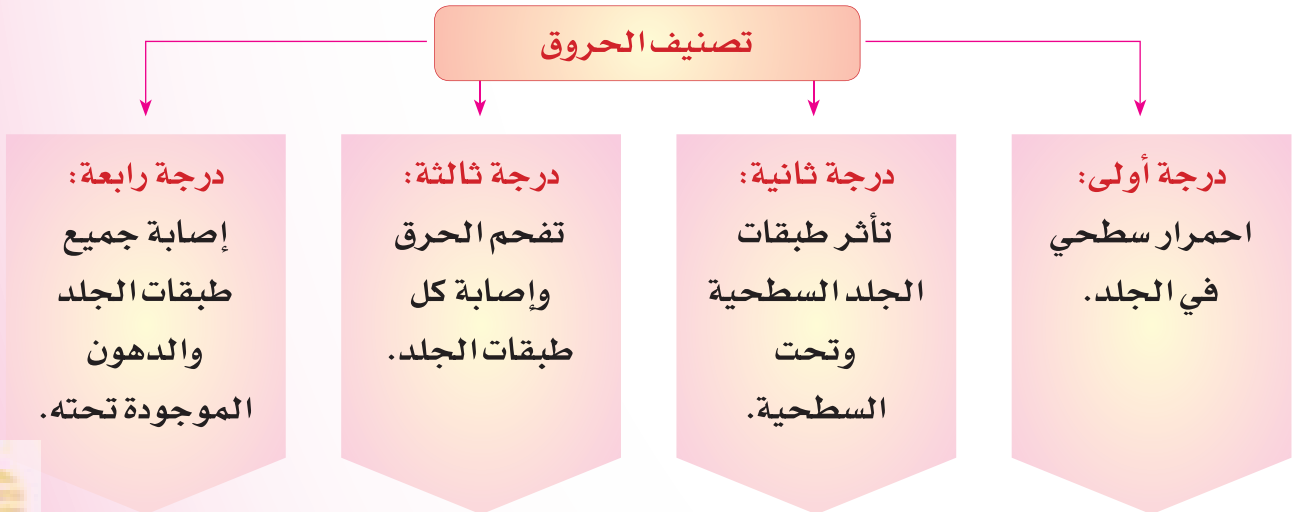 تصنيف الحروق
درجة أولى:
احمرار سطحي
في الجلد.
درجة ثانية:
تأثر طبقات
الجلد السطحية
وتحت
السطحية.
درجة ثالثة:
تفحم الحرق
وإصابة كل
طبقات الجلد.
درجة رابعة:
إصابة جميع
طبقات الجلد
والدهون
الموجودة تحته.